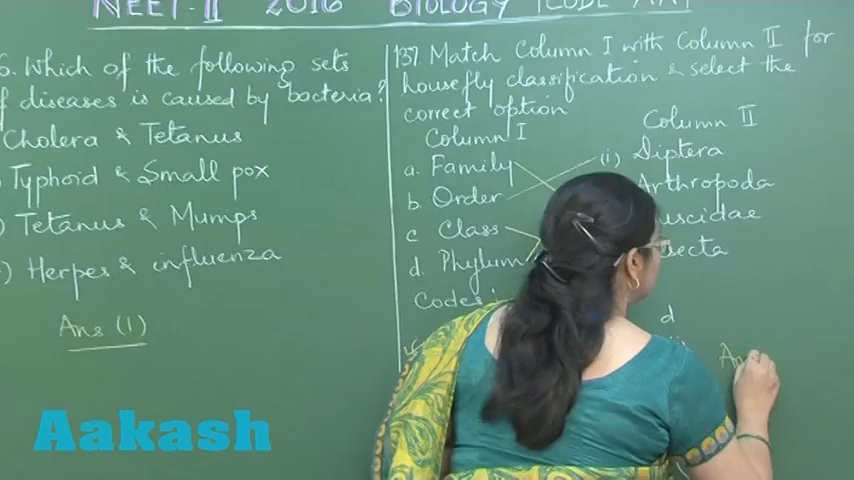 NEET-II 2016 BIOLOGY (CODE
6. Which of the following sets
of diseases is caused by bacteria?
Cholera & Tetanus
) Typhoid & Small pox
) Tetanus & Mumps
) Herpes & influenza
Ans (1)
137. Match Column I with Column II for
housefly classification & select the
correct option
Column I
Column II
a. Family
(i) Diptera
b. Order
Arthropoda
c. Class
uscidae
d. Phylum
secta
Codes:
d
Aakash